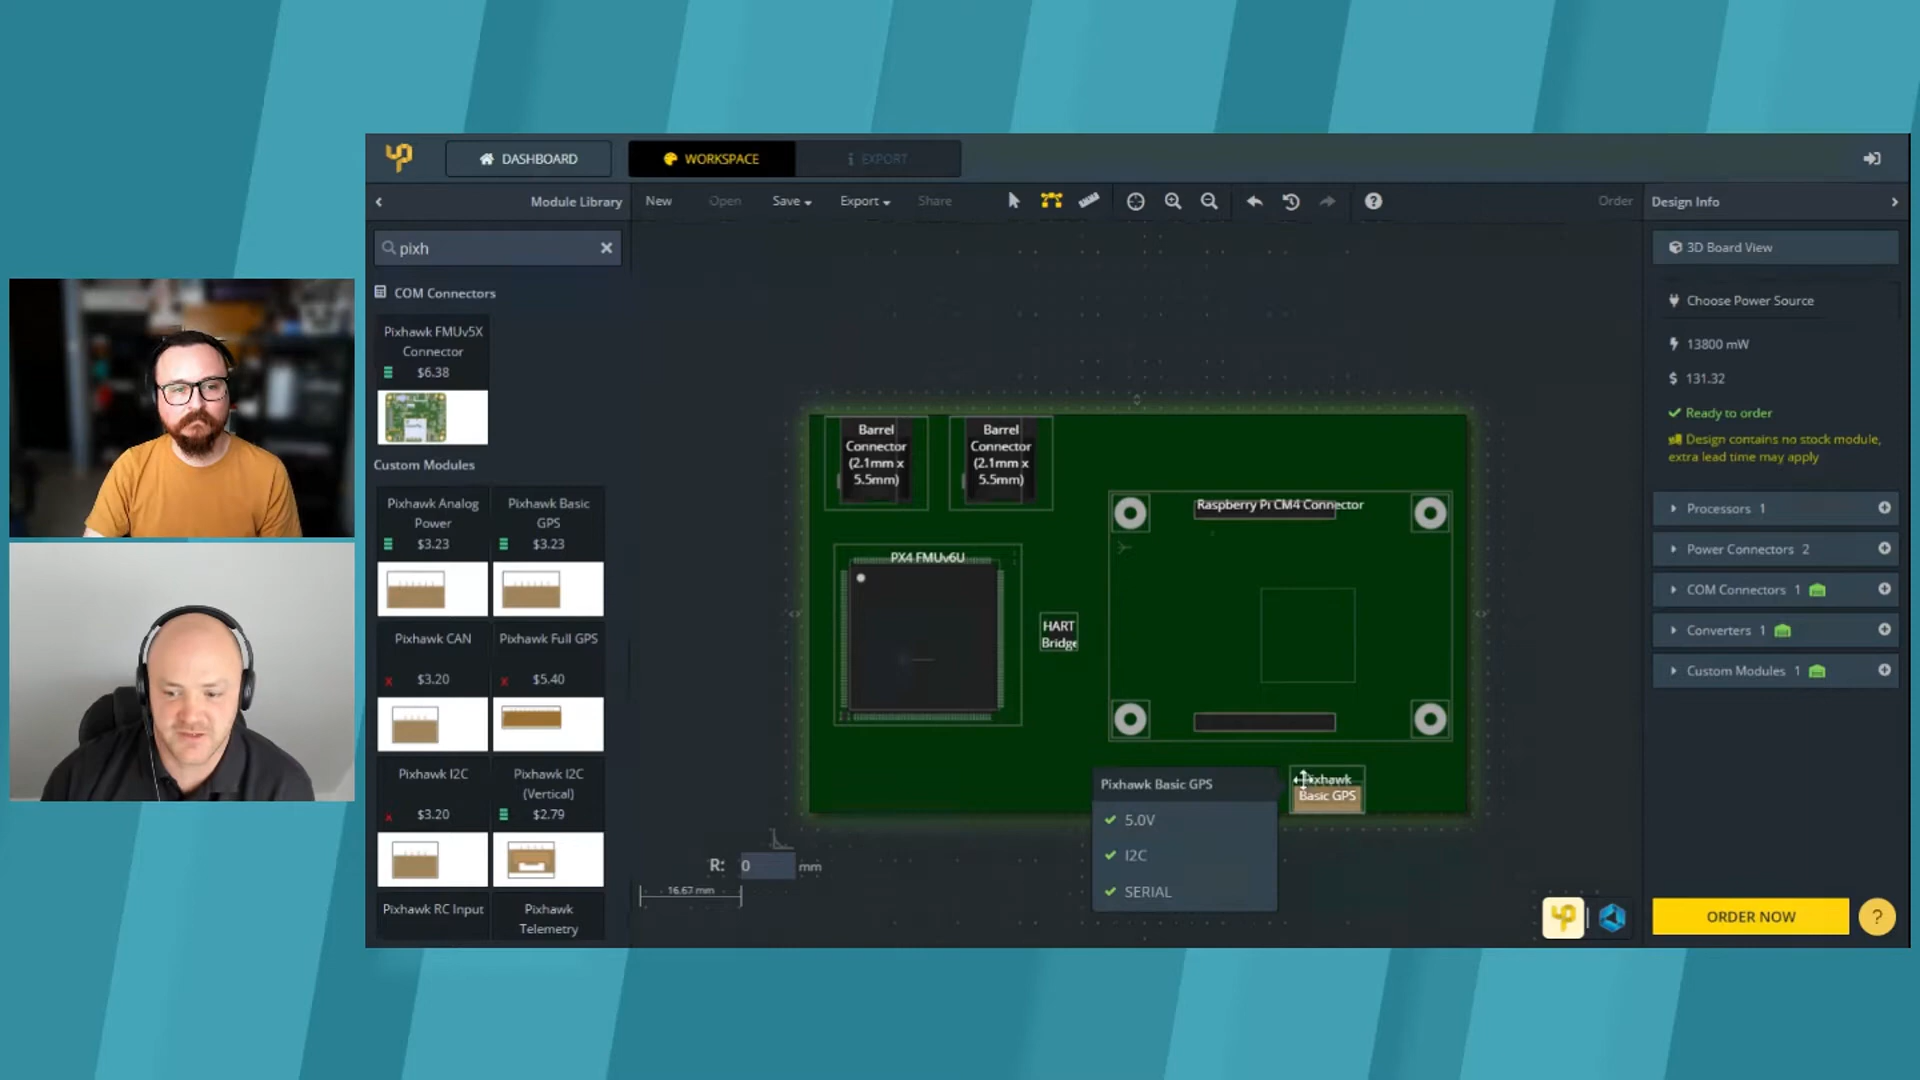 DASHBOARD
WORKSPACE
EXPORT
Module Library
New
Open
Save
Export
Share
Order
Design Info
pixh
COM Connectors
Pixhawk FMUv5X
Connector
$6.38
Custom Modules
Pixhawk Analog
Power
$3.23
Pixhawk Basic
GPS
$3.23
Pixhawk CAN
$3.20
Pixhawk Full GPS
$5.40
Pixhawk I2C
$3.20
Pixhawk I2C
(Vertical)
$2.79
Pixhawk RC Input
Pixhawk
Telemetry
Barrel
Connector
(2.1mm x
5.5mm)
Barrel
Connector
(2.1mm x
5.5mm)
Raspberry Pi CM4 Connector
PX4 FMUv6U
HART
Bridge
Pixhawk
Basic GPS
Pixhawk Basic GPS
5.0V
I2C
SERIAL
R: 0 mm
16.67 mm
3D Board View
Choose Power Source
13800 mW
$ 131.32
Ready to order
Design contains no stock module,
extra lead time may apply
Processors 1
Power Connectors 2
COM Connectors 1
Converters 1
Custom Modules 1
ORDER NOW
?